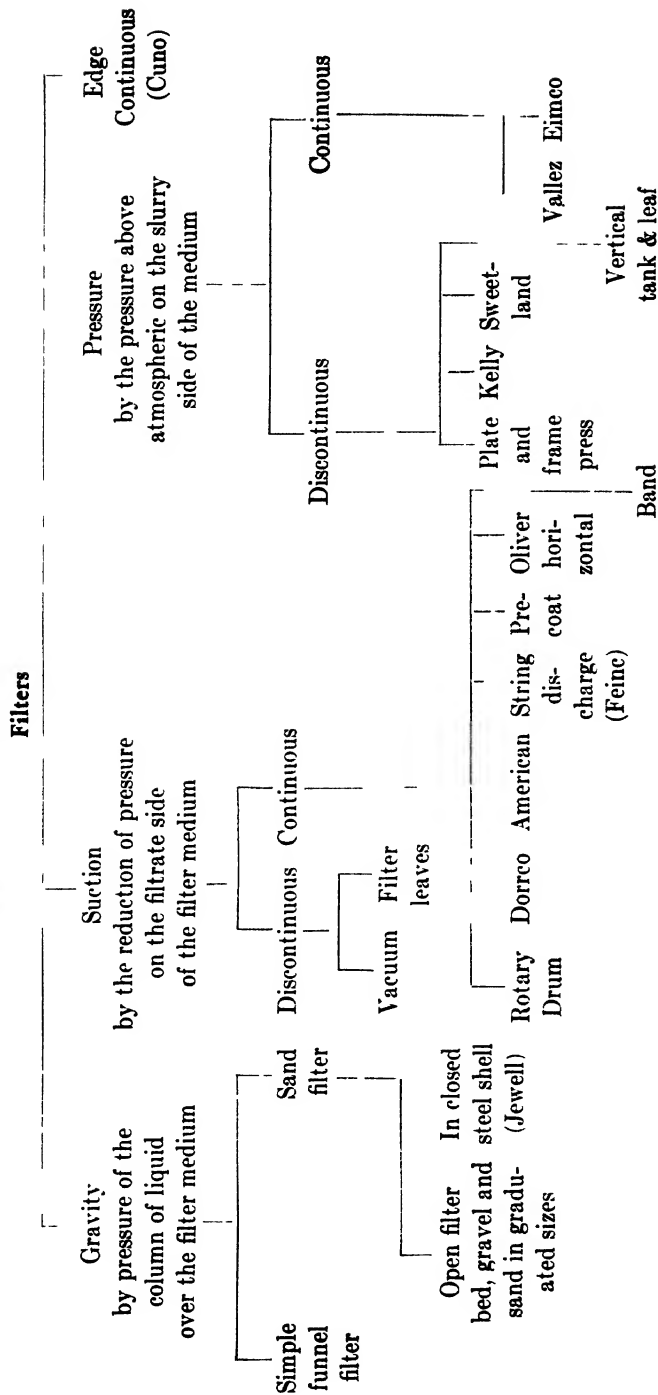 Filters
Gravity
by pressure of the
column of liquid
over the filter medium
Simple
funnel
filter
Sand
filter
Open filter
bed, gravel and
sand in gradu-
ated sizes
In closed
steel shell
(Jewell)
Suction
by the reduction of pressure
on the filtrate side
of the filter medium
Discontinuous
Vacuum
Filter
leaves
Continuous
Rotary
Drum
Dorrco
American
String
dis-
charge
(Feinc)
Pre-
coat
Oliver
hori-
zontal
Band
Pressure
by the pressure above
atmospheric on the slurry
side of the medium
Discontinuous
Plate
and
frame
press
Kelly
Sweet-
land
Vertical
tank & leaf
Continuous
Vallez
Eimco
Edge
Continuous
(Cuno)